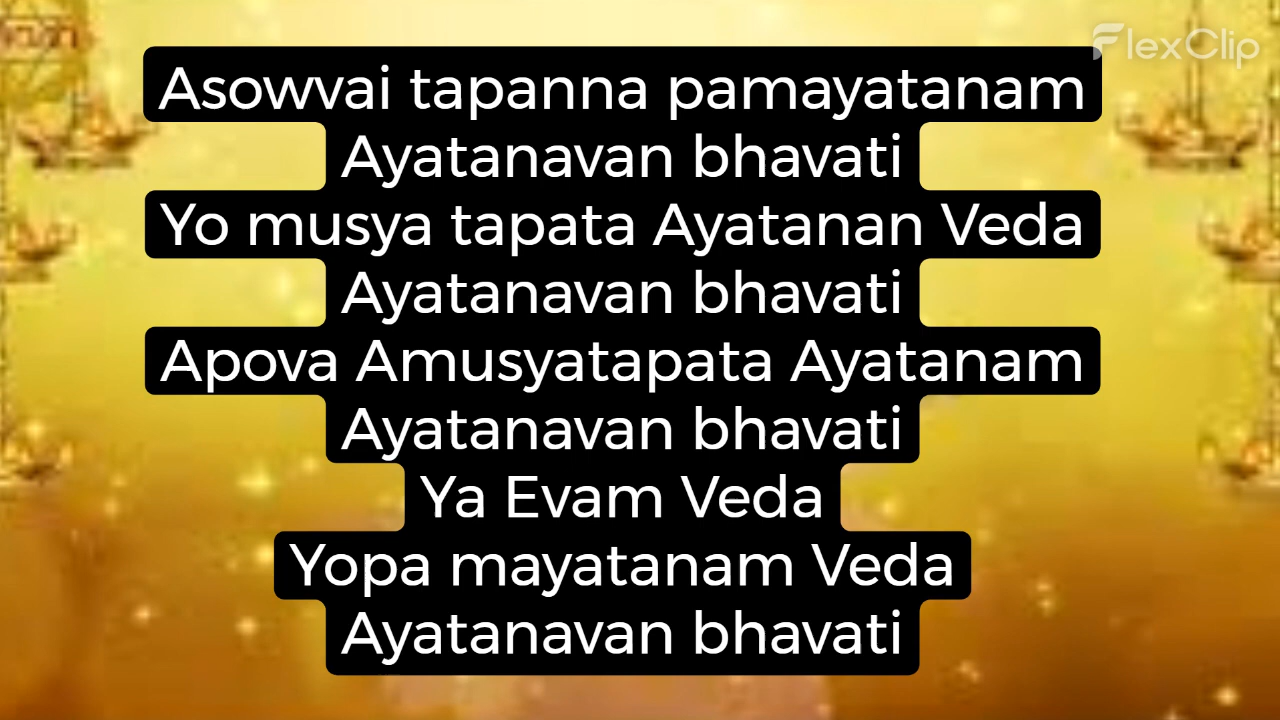 FlexClip
Asowvai tapanna pamayatanam
Ayatanavan bhavati
Yo musya tapata Ayatanan Veda
Ayatanavan bhavati
Apova Amusyatapata Ayatanam
Ayatanavan bhavati
Ya Evam Veda
Yopa mayatanam Veda
Ayatanavan bhavati